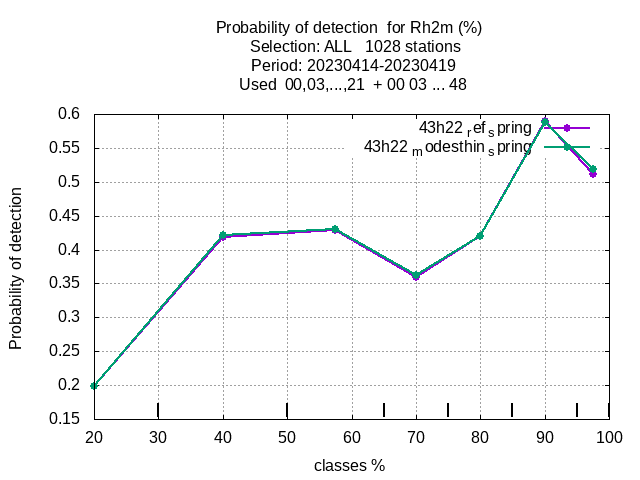 Probability of detection  for Rh2m (%)
Selection: ALL   1028 stations
Period: 20230414-20230419
Used  00,03,...,21  + 00 03 ... 48
43h22 ref spring
43h22 modesthin spring
0.6
0.55
0.5
0.45
0.4
0.35
0.3
0.25
0.2
0.15
Probability of detection
20 30 40 50 60 70 80 90 100
classes %